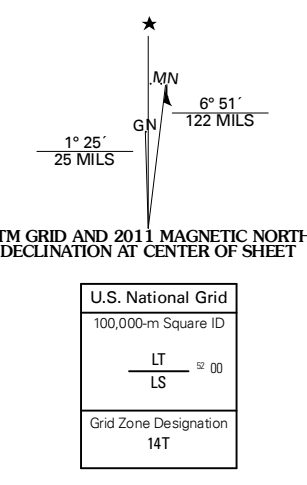 MN
GN
6° 51´
122 MILS
1° 25´
25 MILS
TM GRID AND 2011 MAGNETIC NORTH
DECLINATION AT CENTER OF SHEET
U.S. National Grid
100,000-m Square ID
LT
52 00
LS
Grid Zone Designation
14T